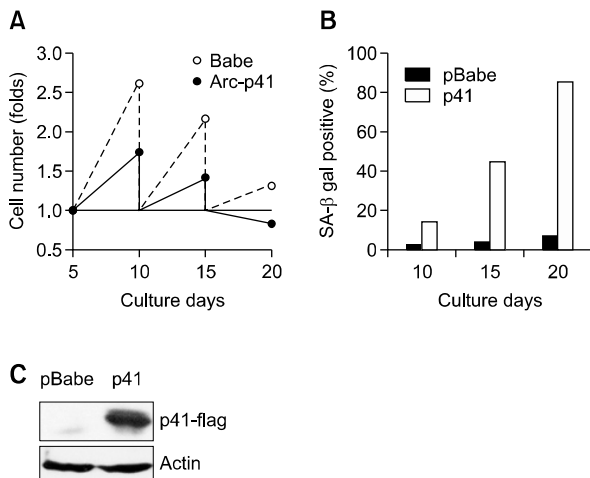 A
Cell number (folds)
3.0
2.5
2.0
1.5
1.0
0.5
5
10
15
20
Culture days
Babe
Arc-p41
B
SA-β gal positive (%)
100
80
60
40
20
0
10
15
20
Culture days
pBabe
p41
C
pBabe p41
p41-flag
Actin